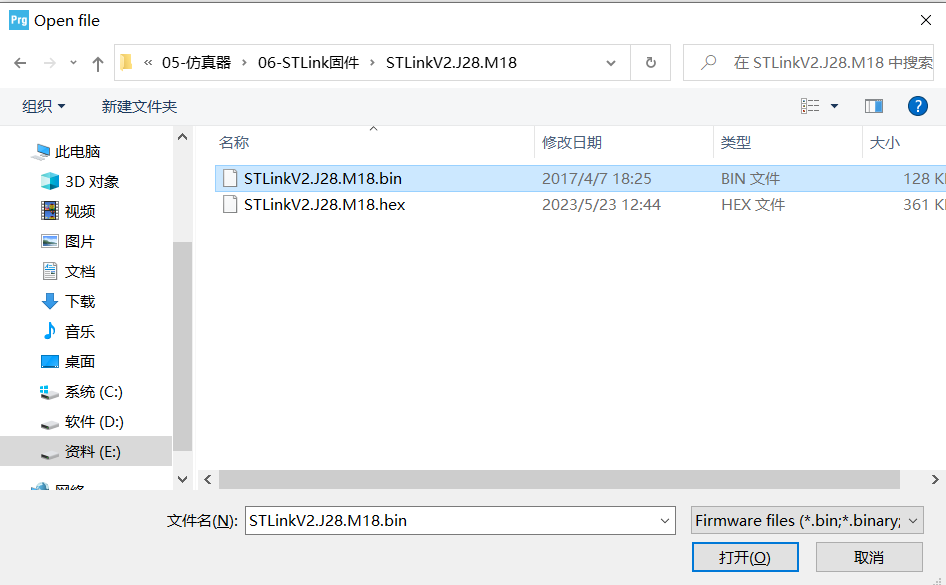 Prg Open file
« 05-仿真器 › 06-STLink固件 › STLinkV2.J28.M18
在 STLinkV2.J28.M18 中搜索
组织 新建文件夹
名称 修改日期 类型 大小
STLinkV2.J28.M18.bin 2017/4/7 18:25 BIN 文件 128 K
STLinkV2.J28.M18.hex 2023/5/23 12:44 HEX 文件 361 K
此电脑
3D 对象
视频
图片
文档
下载
音乐
桌面
系统 (C:)
软件 (D:)
资料 (E:)
网络
文件名(N): STLinkV2.J28.M18.bin Firmware files (*.bin;*.binary;
打开(O) 取消